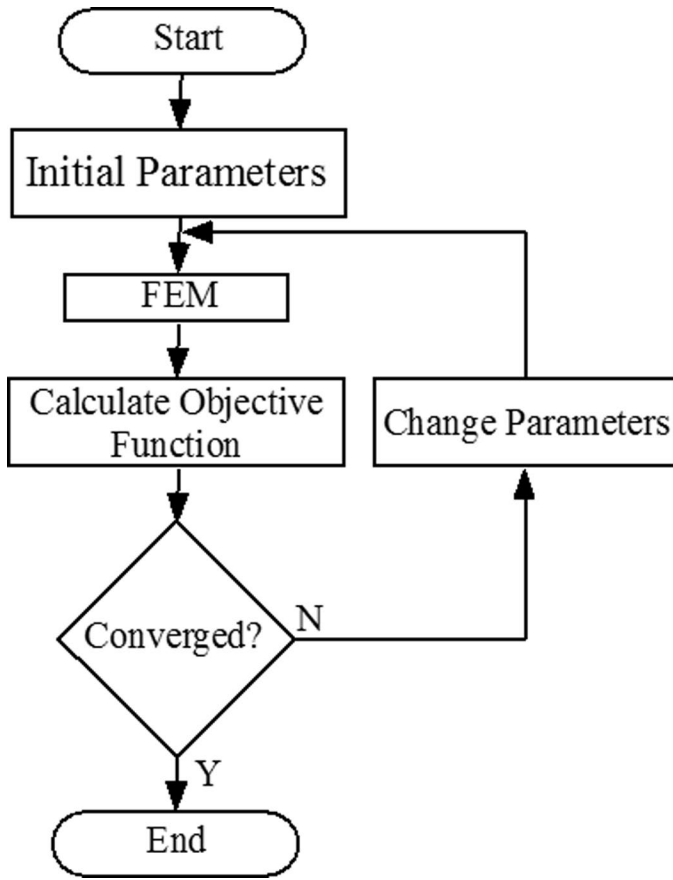 Start
Initial Parameters
FEM
Calculate Objective
Function
Change Parameters
Converged?
N
Y
End